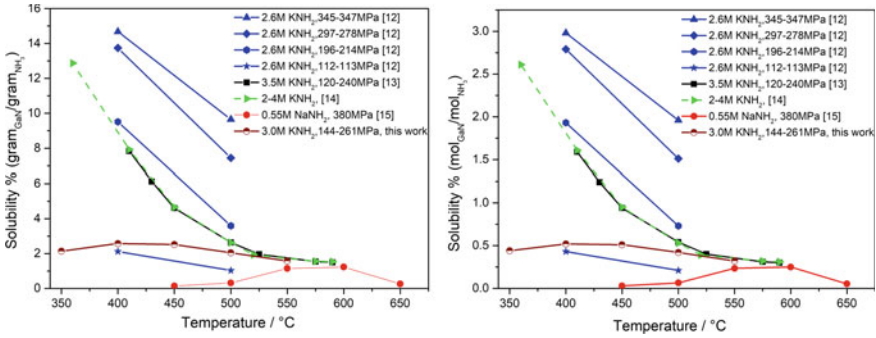 16
14
12
10
8
6
4
2
0
Solubility % (gram_GaN/gram_NH3)
2.6M KNH2,345-347MPa [12]
2.6M KNH2,297-278MPa [12]
2.6M KNH2,196-214MPa [12]
2.6M KNH2,112-113MPa [12]
3.5M KNH2,120-240MPa [13]
2-4M KNH2, [14]
0.55M NaNH2, 380MPa [15]
3.0M KNH2,144-261MPa, this work
350 400 450 500 550 600 650
Temperature / °C
3.0
2.5
2.0
1.5
1.0
0.5
0.0
Solubility % (mol_GaN/mol_NH3)
2.6M KNH2,345-347MPa [12]
2.6M KNH2,297-278MPa [12]
2.6M KNH2,196-214MPa [12]
2.6M KNH2,112-113MPa [12]
3.5M KNH2,120-240MPa [13]
2-4M KNH2, [14]
0.55M NaNH2, 380MPa [15]
3.0M KNH2,144-261MPa, this work
350 400 450 500 550 600 650
Temperature / °C